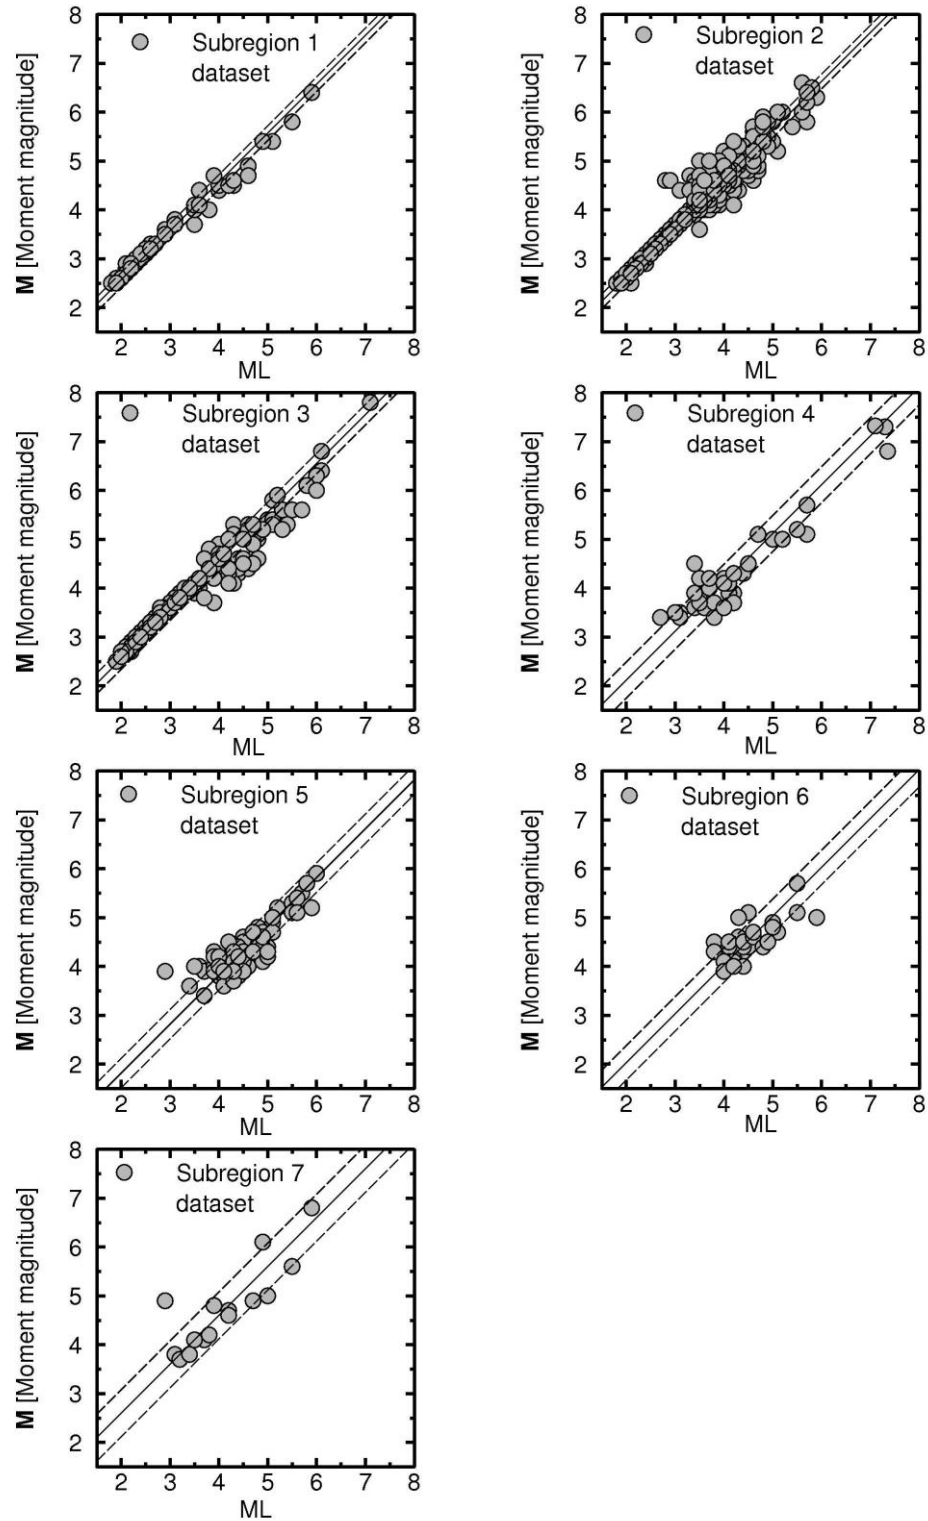 8
7
6
5
4
3
2
M [Moment magnitude]
Subregion 1
dataset
2 3 4 5 6 7 8
ML
8
7
6
5
4
3
2
M [Moment magnitude]
Subregion 2
dataset
2 3 4 5 6 7 8
ML
8
7
6
5
4
3
2
M [Moment magnitude]
Subregion 3
dataset
2 3 4 5 6 7 8
ML
8
7
6
5
4
3
2
M [Moment magnitude]
Subregion 4
dataset
2 3 4 5 6 7 8
ML
8
7
6
5
4
3
2
M [Moment magnitude]
Subregion 5
dataset
2 3 4 5 6 7 8
ML
8
7
6
5
4
3
2
M [Moment magnitude]
Subregion 6
dataset
2 3 4 5 6 7 8
ML
8
7
6
5
4
3
2
M [Moment magnitude]
Subregion 7
dataset
2 3 4 5 6 7 8
ML